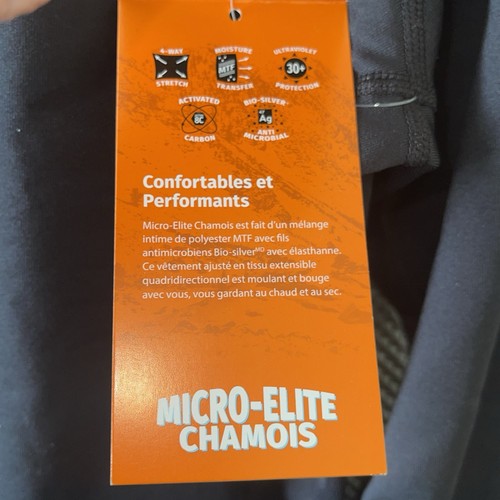 4-WAY STRETCH
MOISTURE MTF TRANSFER
ULTRAVIOLET 30+ PROTECTION
ACTIVATED CARBON
BIO-SILVER Ag ANTI MICROBIAL
Confortables et
Performants
Micro-Elite Chamois est fait d'un mélange
intime de polyester MTF avec fils
antimicrobiens Bio-silverMD avec élasthanne.
Ce vêtement ajusté en tissu extensible
quadridirectionnel est moulant et bouge
avec vous, vous gardant au chaud et au sec.
MICRO-ELITE
CHAMOIS